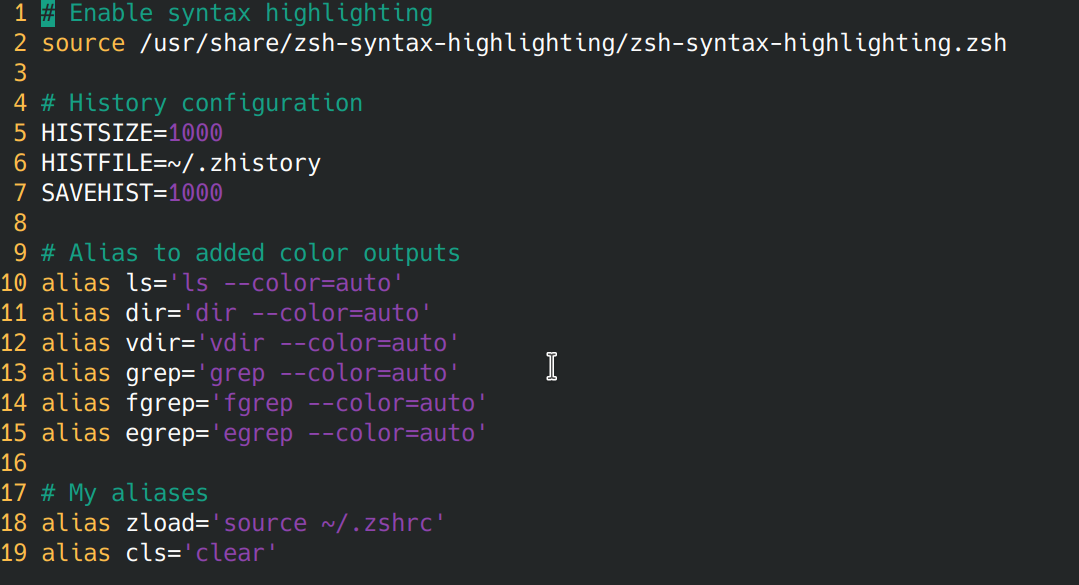 1 # Enable syntax highlighting
2 source /usr/share/zsh-syntax-highlighting/zsh-syntax-highlighting.zsh
3
4 # History configuration
5 HISTSIZE=1000
6 HISTFILE=~/.zhistory
7 SAVEHIST=1000
8
9 # Alias to added color outputs
10 alias ls='ls --color=auto'
11 alias dir='dir --color=auto'
12 alias vdir='vdir --color=auto'
13 alias grep='grep --color=auto'
14 alias fgrep='fgrep --color=auto'
15 alias egrep='egrep --color=auto'
16
17 # My aliases
18 alias zload='source ~/.zshrc'
19 alias cls='clear'